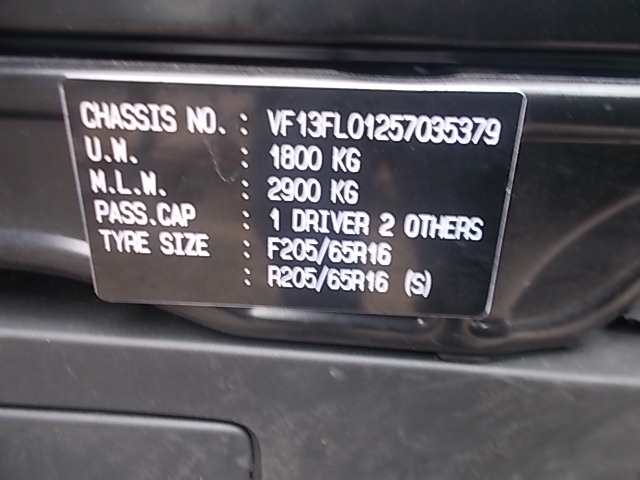 CHASSIS NO. : VF13FL01257035379
U.W. : 1800 KG
M.L.W. : 2900 KG
PASS.CAP : 1 DRIVER 2 OTHERS
TYRE SIZE : F205/65R16
: R205/65R16 (S)